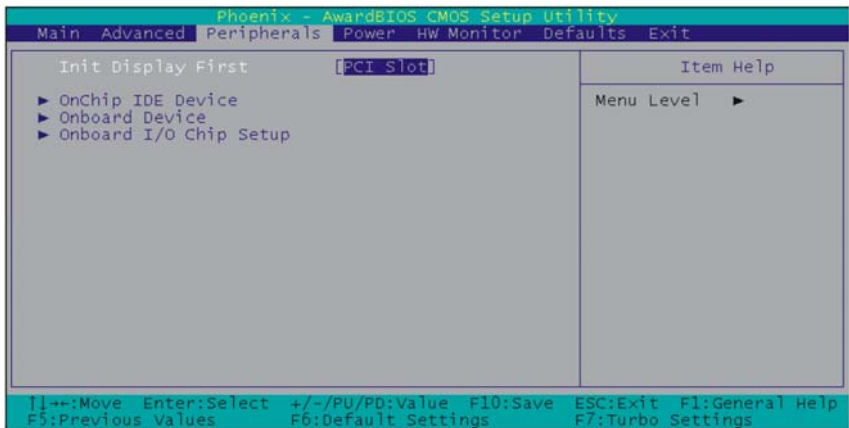 Phoenix - AwardBIOS CMOS Setup Utility
Main Advanced Peripherals Power HW Monitor Defaults Exit
Init Display First [PCI Slot]
Item Help
► OnChip IDE Device
► Onboard Device
► Onboard I/O Chip Setup
Menu Level ►
↑↓→←:Move Enter:Select +/-/PU/PD:Value F10:Save ESC:Exit F1:General Help
F5:Previous Values F6:Default Settings F7:Turbo Settings